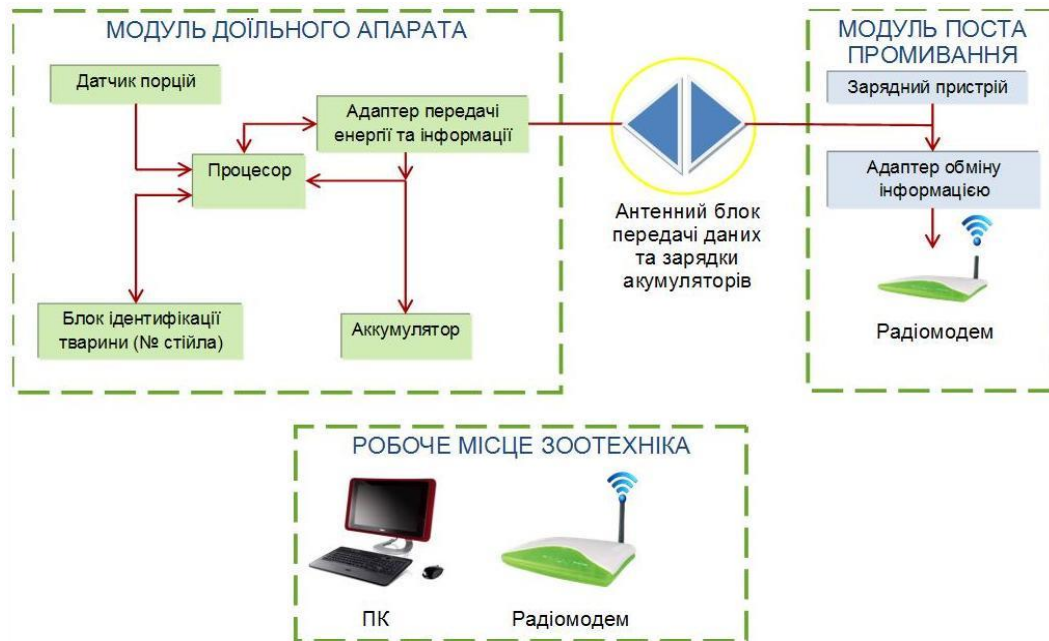 МОДУЛЬ ДОЇЛЬНОГО АПАРАТА
Датчик порцій
Адаптер передачі
енергії та інформації
Процесор
Блок ідентифікації
тварини (№ стійла)
Аккумулятор
Антенний блок
передачі даних
та зарядки
акумуляторів
МОДУЛЬ ПОСТА
ПРОМИВАННЯ
Зарядний пристрій
Адаптер обміну
інформацією
Радіомодем
РОБОЧЕ МІСЦЕ ЗООТЕХНІКА
ПК
Радіомодем